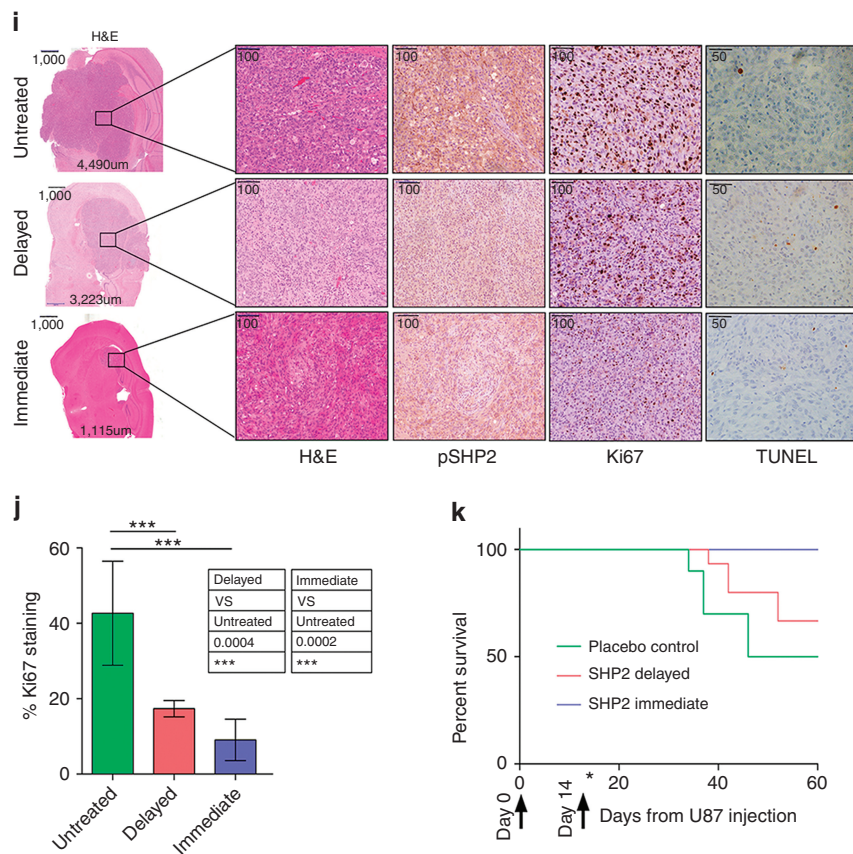 i
H&E
Untreated
1,000
4,490um
100
100
100
50
Delayed
1,000
3,223um
100
100
100
50
Immediate
1,000
1,115um
100
100
100
50
H&E
pSHP2
Ki67
TUNEL
j
***
***
% Ki67 staining
60
40
20
0
Untreated
Delayed
Immediate
Delayed
VS
Untreated
0.0004
***
Immediate
VS
Untreated
0.0002
***
k
Percent survival
100
50
0
Placebo control
SHP2 delayed
SHP2 immediate
0
20
40
60
*
Day 0
Day 14
Days from U87 injection